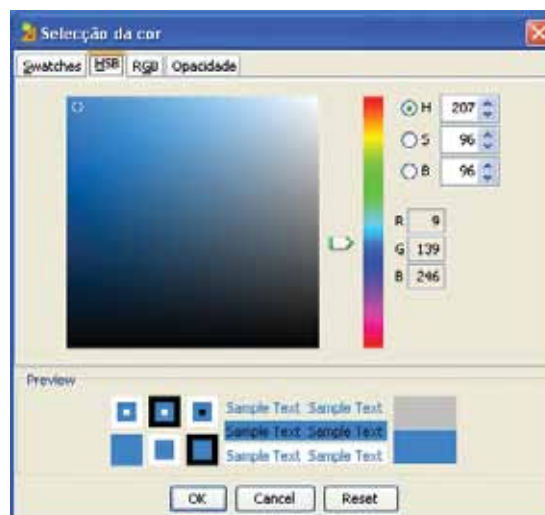 Selecção da cor
Swatches HSB RGB Opacidade
H 207
S 96
B 96
R 9
G 139
B 246
Preview
Sample Text Sample Text
Sample Text Sample Text
Sample Text Sample Text
OK Cancel Reset